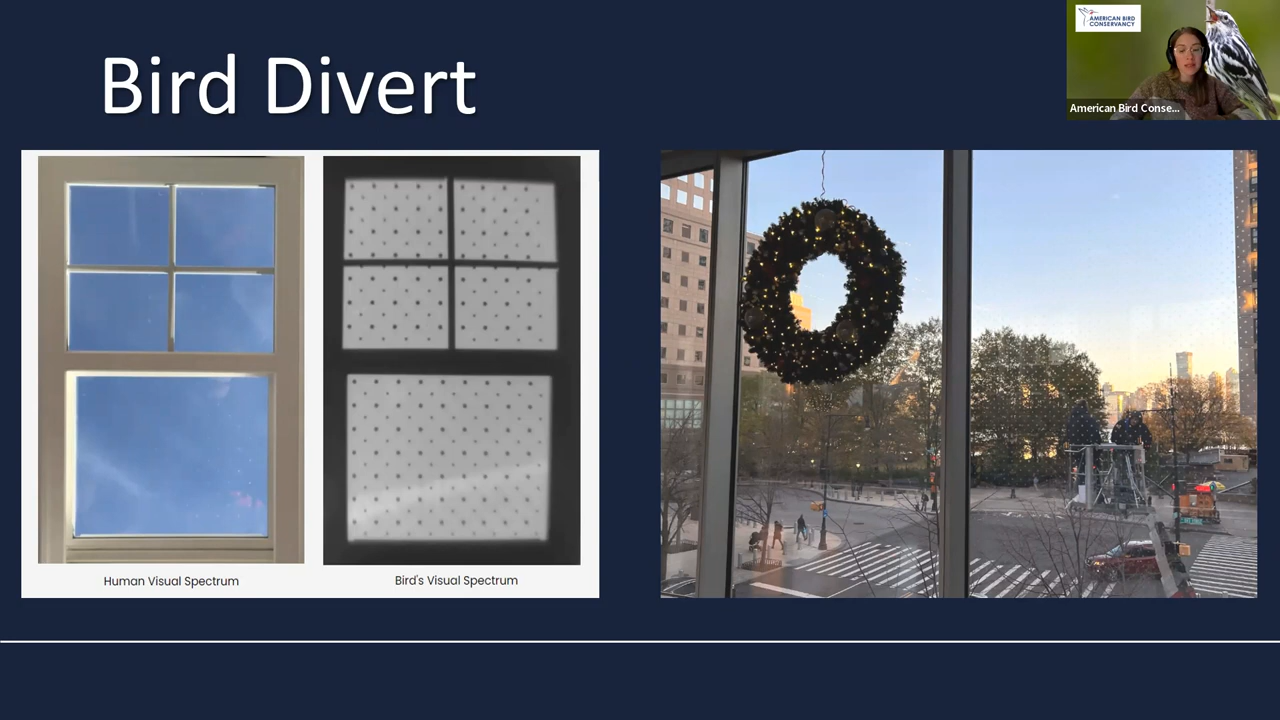 Bird Divert
AMERICAN BIRD
CONSERVANCY
American Bird Conse...
Human Visual Spectrum
Bird's Visual Spectrum